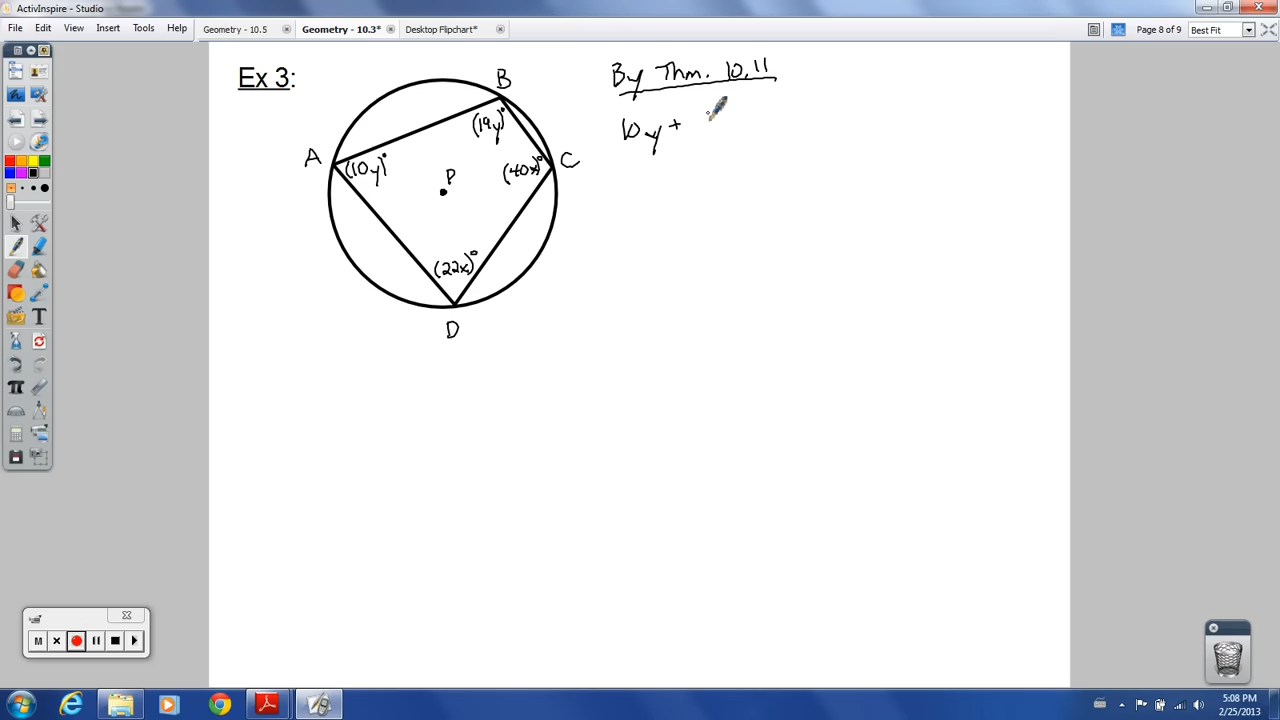 ActivInspire - Studio
File Edit View Insert Tools Help
Geometry - 10.5
Geometry - 10.3*
Desktop Flipchart*
Page 8 of 9
Best Fit
Ex 3:
By Thm. 10.11
10y +
B
(19y)°
A
(10y)°
C
(40x)°
P
(22x)°
D
M
T
5:08 PM
2/25/2013